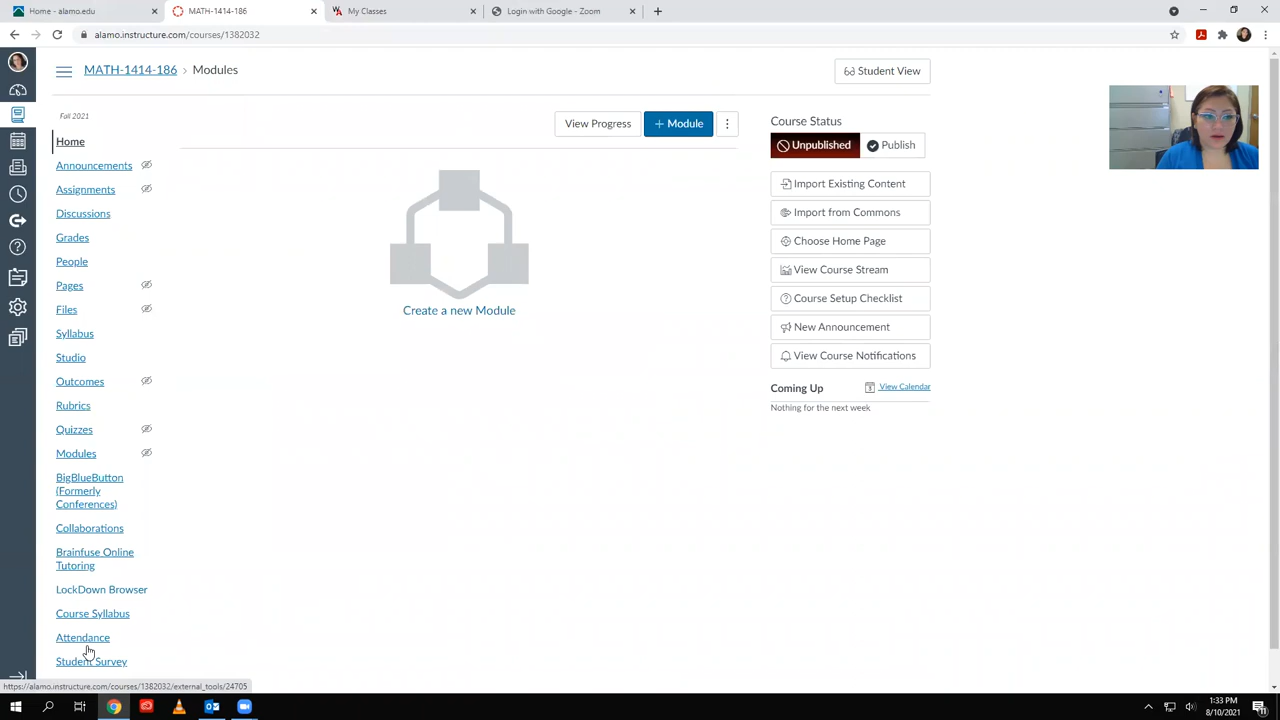 Home - alamo.edu
MATH-1414-186
My Classes
Login with Google - Zoom
alamo.instructure.com/courses/1382032
MATH-1414-186 › Modules
Student View
Fall 2021
View Progress
+ Module
Course Status
Unpublished
Publish
Home
Announcements
Assignments
Discussions
Grades
People
Pages
Files
Syllabus
Studio
Outcomes
Rubrics
Quizzes
Modules
BigBlueButton
(Formerly
Conferences)
Collaborations
Brainfuse Online
Tutoring
LockDown Browser
Course Syllabus
Attendance
Student Survey
Create a new Module
Import Existing Content
Import from Commons
Choose Home Page
View Course Stream
Course Setup Checklist
New Announcement
View Course Notifications
Coming Up
View Calendar
Nothing for the next week
https://alamo.instructure.com/courses/1382032/external_tools/24705
1:33 PM
8/10/2021